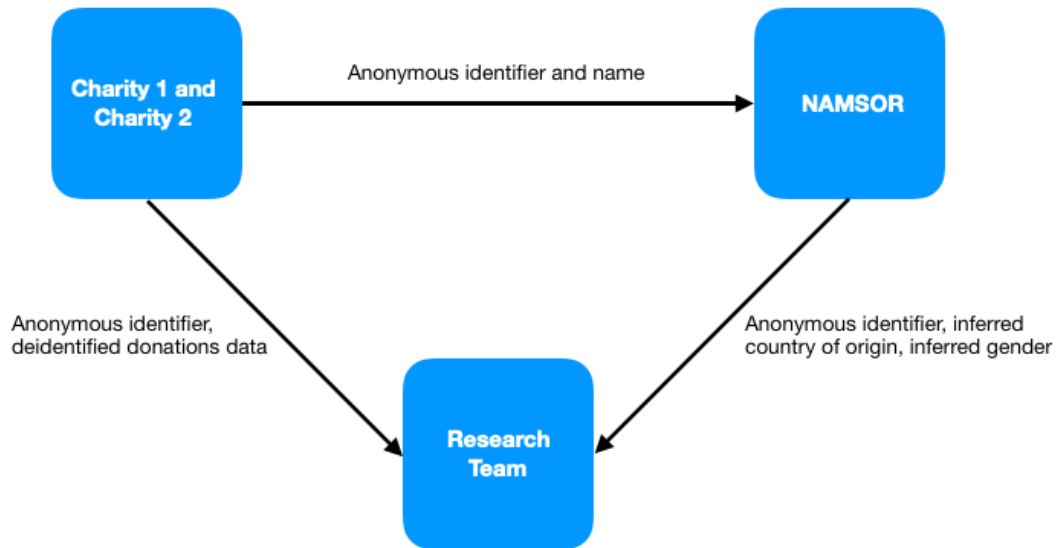 Anonymous identifier and name
Charity 1 and
Charity 2
NAMSOR
Anonymous identifier,
deidentified donations data
Anonymous identifier, inferred
country of origin, inferred gender
Research
Team